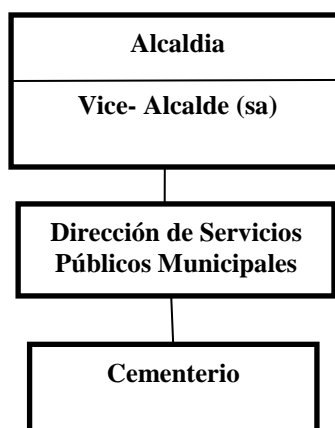 Alcaldia
Vice- Alcalde (sa)
Dirección de Servicios
Públicos Municipales
Cementerio